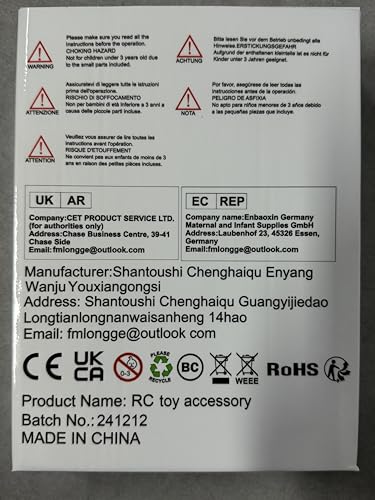 Please ensure to read all the
instructions before the operation.
CHOKING HAZARD
Not for children under 3 years old due
to the small parts.
WARNING
Bitte lesen Sie vor dem Betrieb unbedingt alle
Hinweise.ERSTICKUNGSGEFAHR
Aufgrund der enthaltenen kleinteile ist es nicht für
Kinder unter 3 Jahren geeignet.
ACHTUNG
Assicuratevi di leggere tutte le istruzioni
prima dell'operazione.
RISCHIO DI SOFFOCAMENTO
Non per bambini di età inferiore a 3 anni a
causa delle piccole parti.
ATTENZIONE
Por favor, asegúrese de leer todas las
instrucciones antes de la operación.
PELIGRO DE ASFIXIA
No apto para niños menores de 3 años debido
a las pequeñas piezas.
NOTA
Veuillez vous assurer de lire toutes les
instructions avant l'opération.
RISQUE D'ÉTOUFFEMENT
Ne convient pas aux enfants de moins de 3
ans en raison des petites pièces incluses.
ATTENTION
UK AR
Company:CET PRODUCT SERVICE LTD.
(for authorities only)
Address:Chase Business Centre, 39-41
Chase Side
Email:fmlongge@outlook.com
EC REP
Company name:Enbaoxin Germany
Maternal and Infant Supplies GmbH
Address:Laubenhof 23, 45326 Essen,
Germany
Email:fmlongge@outlook.com
Manufacturer:Shantoushi Chenghaiqu Enyang
Wanju Youxiangongsi
Address: Shantoushi Chenghaiqu Guangyijiedao
Longtianlongnanwaisanheng 14hao
Email: fmlongge@outlook.com
CE UK CA 0-3 PLEASE RECYCLE BC WEEE RoHS
Product Name: RC toy accessory
Batch No.:241212
MADE IN CHINA